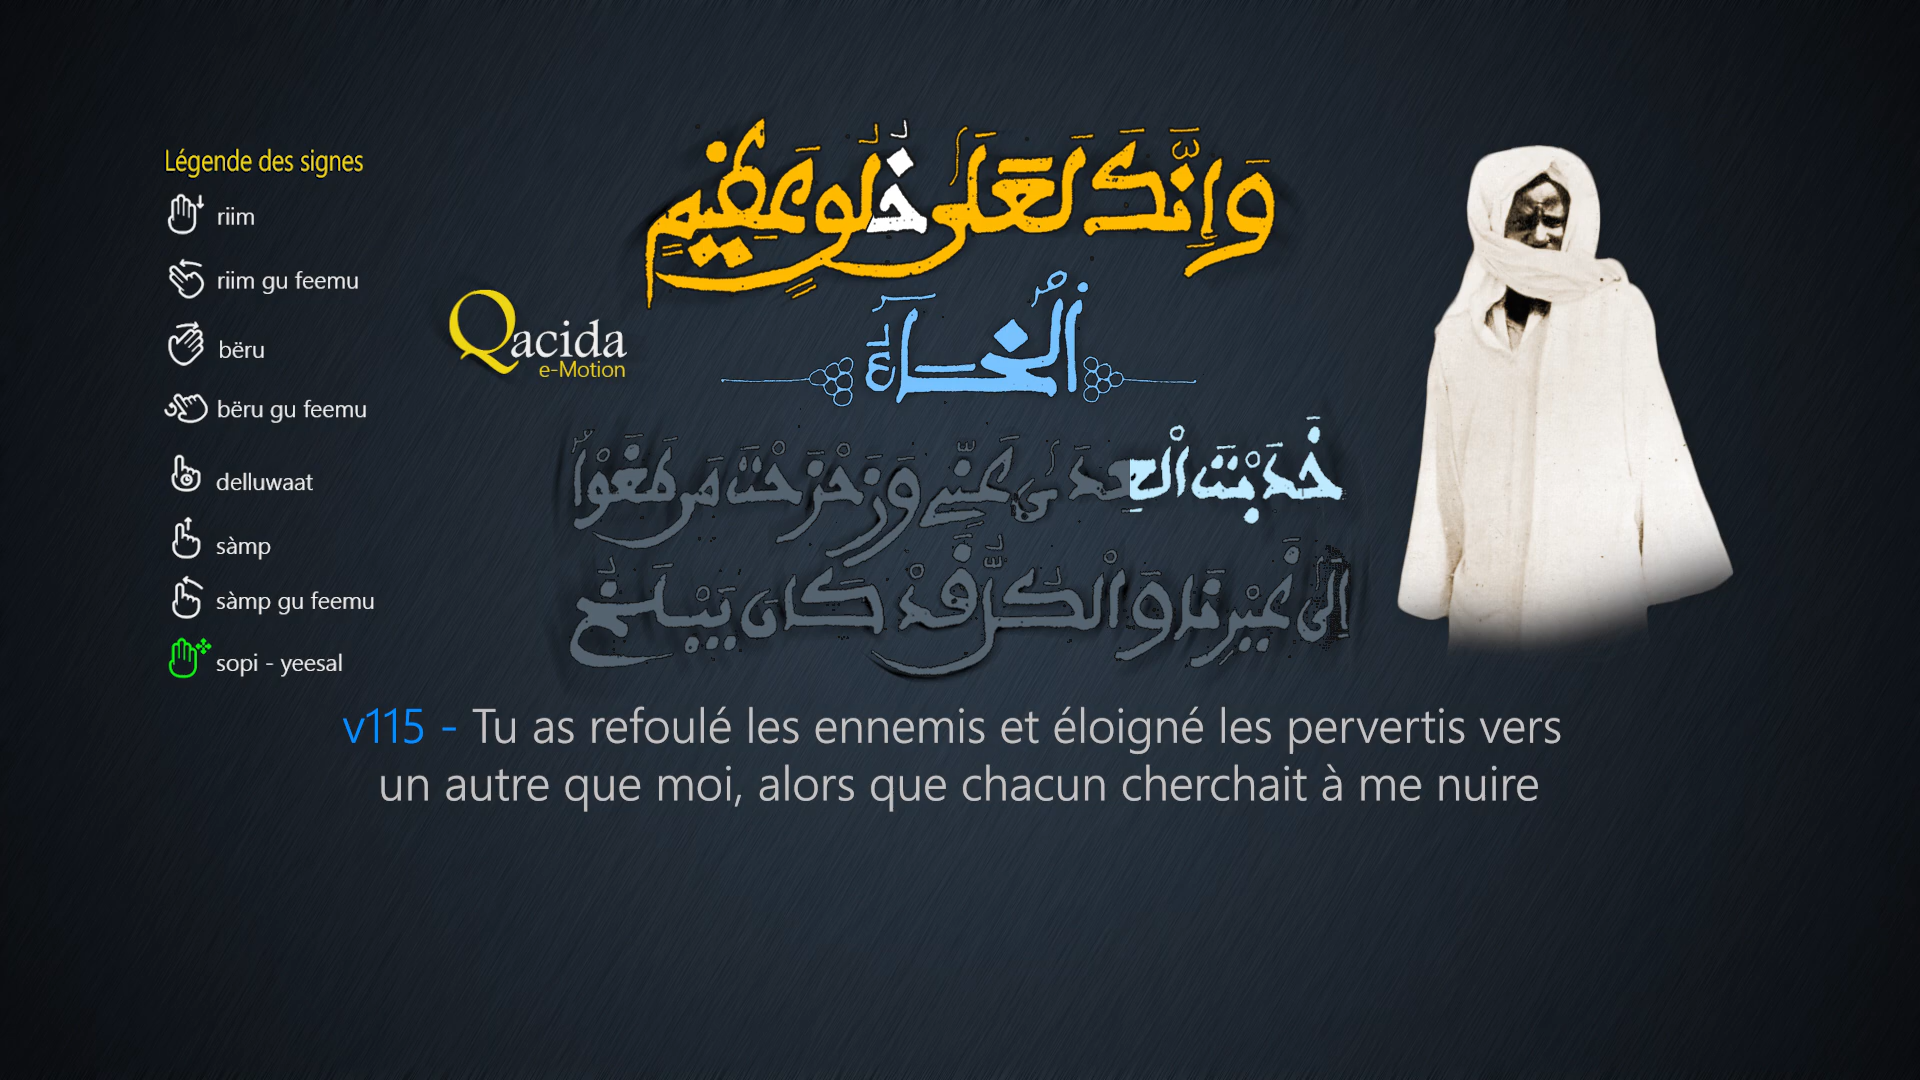 وَإِنَّكَ لَعَلَىٰ خُلُقٍ عَظِيمٍ
Légende des signes
riim
riim gu feemu
bëru
bëru gu feemu
delluwaat
sàmp
sàmp gu feemu
sopi - yeesal
Qacida
e-Motion
اَلْخَاءُ
خَدَبْتَ الْعِدَىٰ عَنِّي وَزَحْزَحْتَ مَن طَغَوْا
إِلَىٰ غَيْرِنَا وَالْكُلُّ قَدْ كَانَ يَبْلَخُ
v115 - Tu as refoulé les ennemis et éloigné les pervertis vers
un autre que moi, alors que chacun cherchait à me nuire